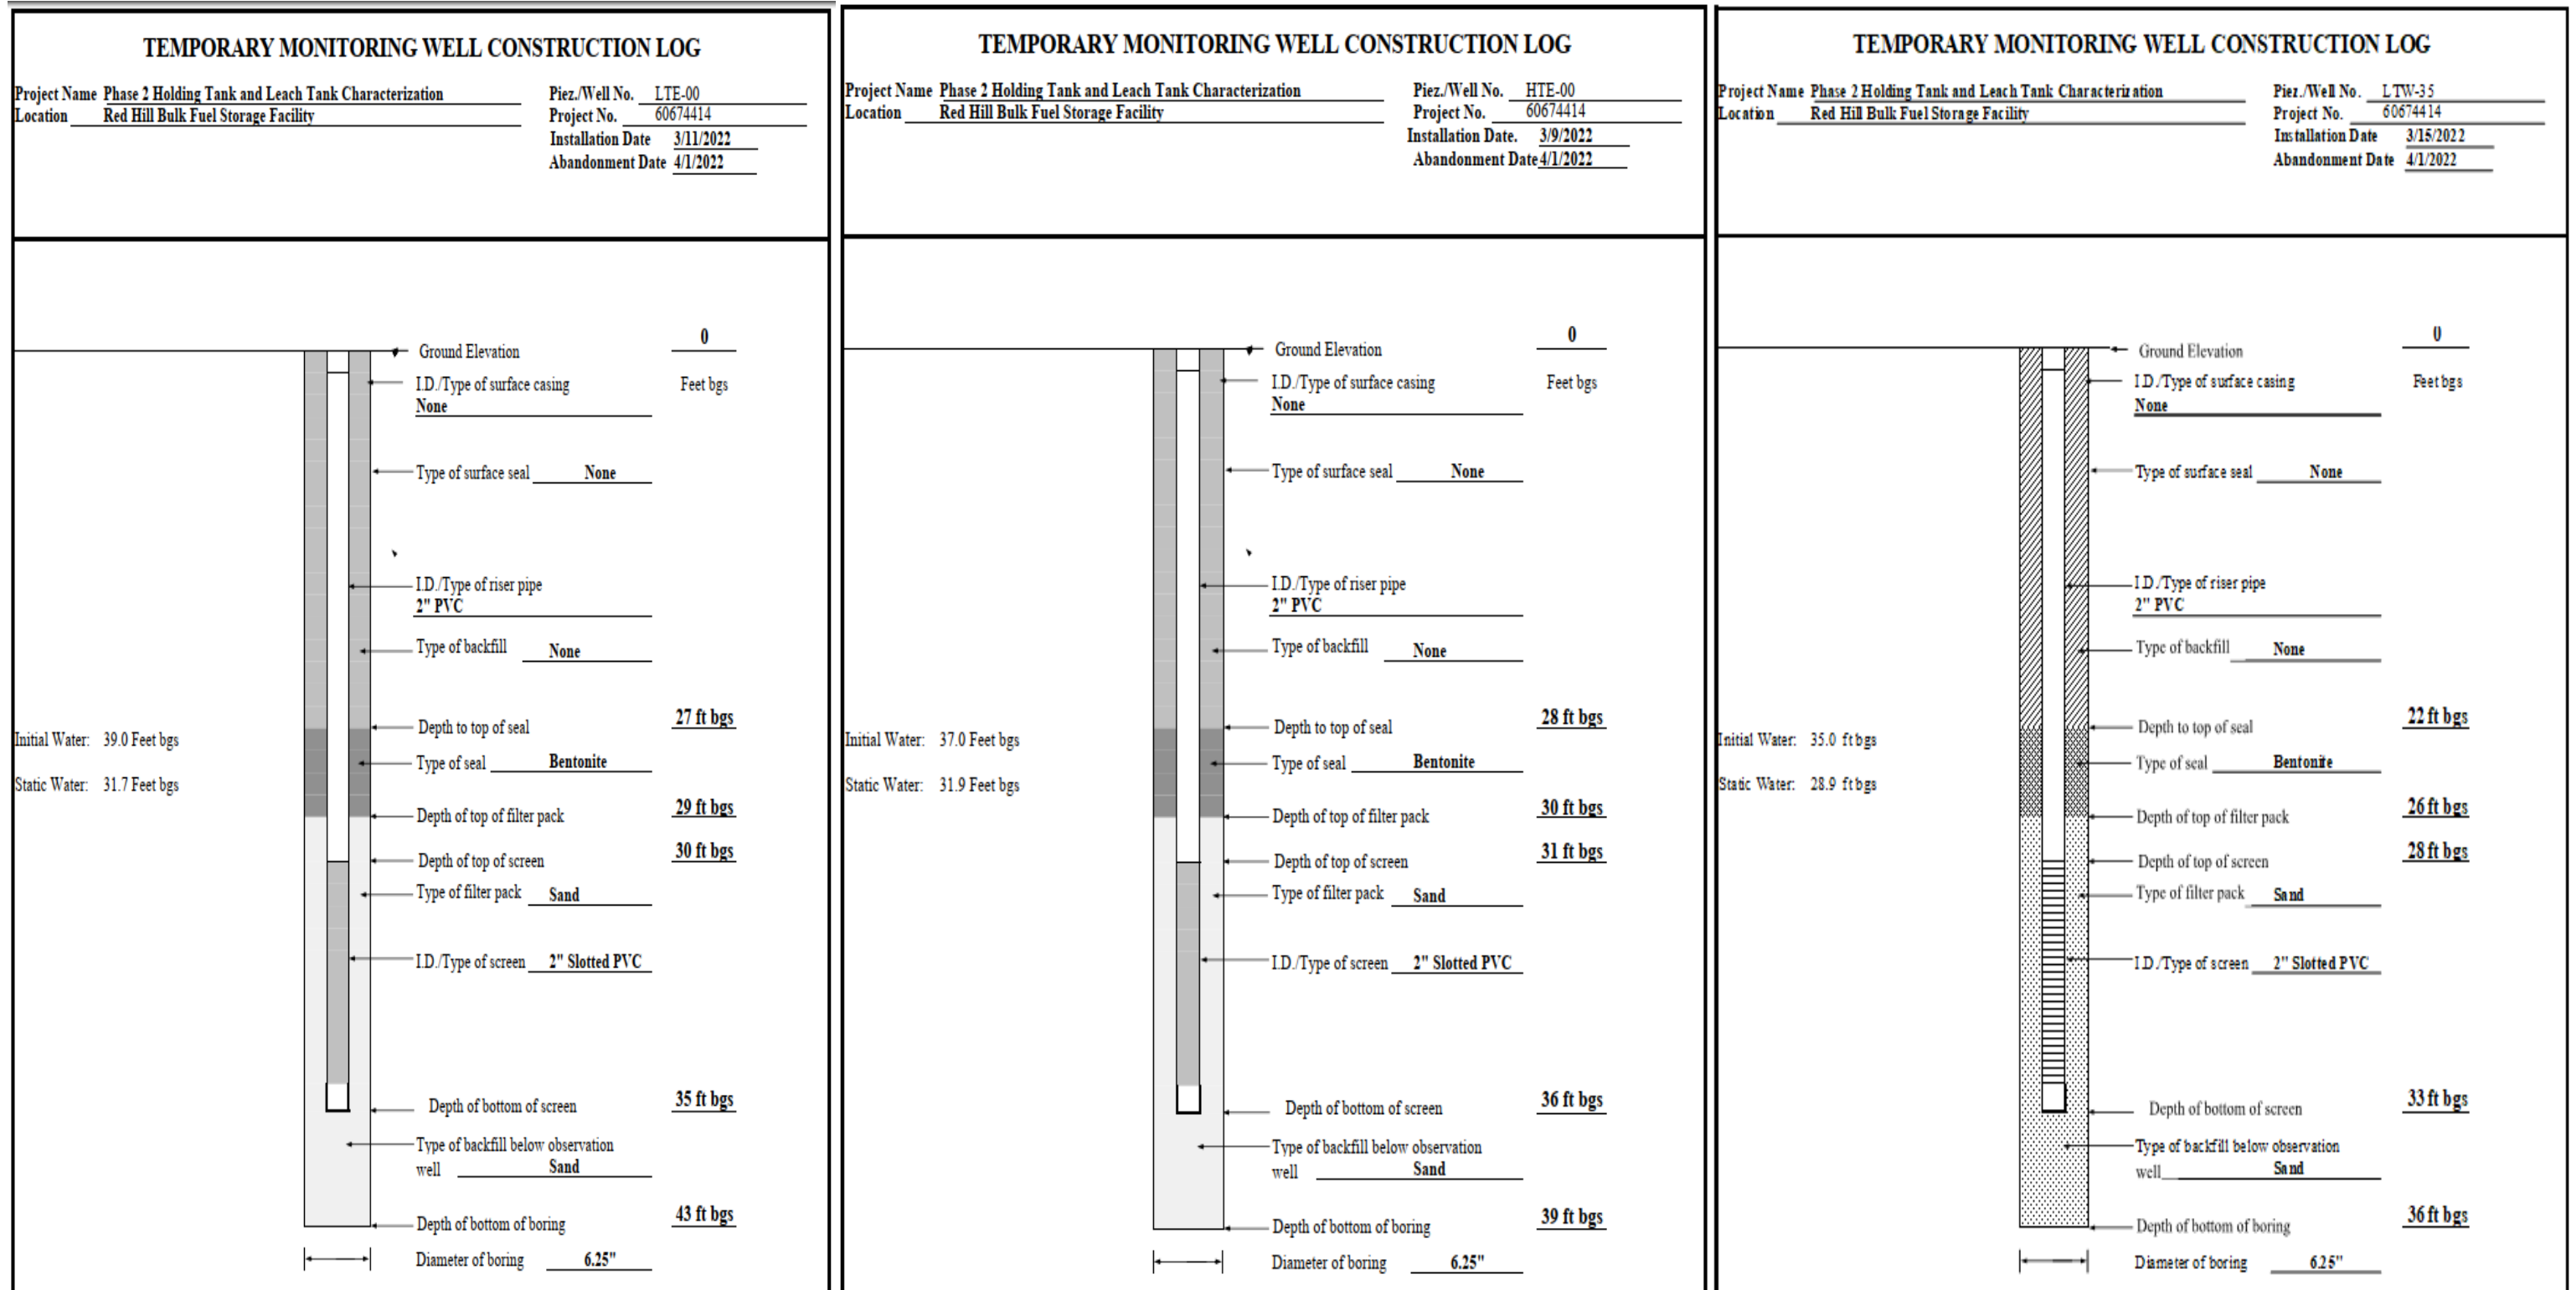 TEMPORARY MONITORING WELL CONSTRUCTION LOG
Project Name Phase 2 Holding Tank and Leach Tank Characterization
Location Red Hill Bulk Fuel Storage Facility
Piez./Well No. LTE-00
Project No. 60674414
Installation Date 3/11/2022
Abandonment Date 4/1/2022
0
Ground Elevation
I.D./Type of surface casing
Feet bgs
None
Type of surface seal None
I.D./Type of riser pipe
2" PVC
Type of backfill None
27 ft bgs
Depth to top of seal
Initial Water: 39.0 Feet bgs
Type of seal Bentonite
Static Water: 31.7 Feet bgs
29 ft bgs
Depth of top of filter pack
30 ft bgs
Depth of top of screen
Type of filter pack Sand
I.D./Type of screen 2" Slotted PVC
35 ft bgs
Depth of bottom of screen
Type of backfill below observation
well Sand
43 ft bgs
Depth of bottom of boring
Diameter of boring 6.25"
TEMPORARY MONITORING WELL CONSTRUCTION LOG
Project Name Phase 2 Holding Tank and Leach Tank Characterization
Location Red Hill Bulk Fuel Storage Facility
Piez./Well No. HTE-00
Project No. 60674414
Installation Date. 3/9/2022
Abandonment Date 4/1/2022
0
Ground Elevation
I.D./Type of surface casing
Feet bgs
None
Type of surface seal None
I.D./Type of riser pipe
2" PVC
Type of backfill None
28 ft bgs
Depth to top of seal
Initial Water: 37.0 Feet bgs
Type of seal Bentonite
Static Water: 31.9 Feet bgs
30 ft bgs
Depth of top of filter pack
31 ft bgs
Depth of top of screen
Type of filter pack Sand
I.D./Type of screen 2" Slotted PVC
36 ft bgs
Depth of bottom of screen
Type of backfill below observation
well Sand
39 ft bgs
Depth of bottom of boring
Diameter of boring 6.25"
TEMPORARY MONITORING WELL CONSTRUCTION LOG
Project Name Phase 2 Holding Tank and Leach Tank Characterization
Location Red Hill Bulk Fuel Storage Facility
Piez./Well No. LTW-35
Project No. 60674414
Installation Date 3/15/2022
Abandonment Date 4/1/2022
0
Ground Elevation
I.D./Type of surface casing
Feet bgs
None
Type of surface seal None
I.D./Type of riser pipe
2" PVC
Type of backfill None
22 ft bgs
Depth to top of seal
Initial Water: 35.0 ft bgs
Type of seal Bentonite
Static Water: 28.9 ft bgs
26 ft bgs
Depth of top of filter pack
28 ft bgs
Depth of top of screen
Type of filter pack Sand
I.D./Type of screen 2" Slotted PVC
33 ft bgs
Depth of bottom of screen
Type of backfill below observation
well Sand
36 ft bgs
Depth of bottom of boring
Diameter of boring 6.25"